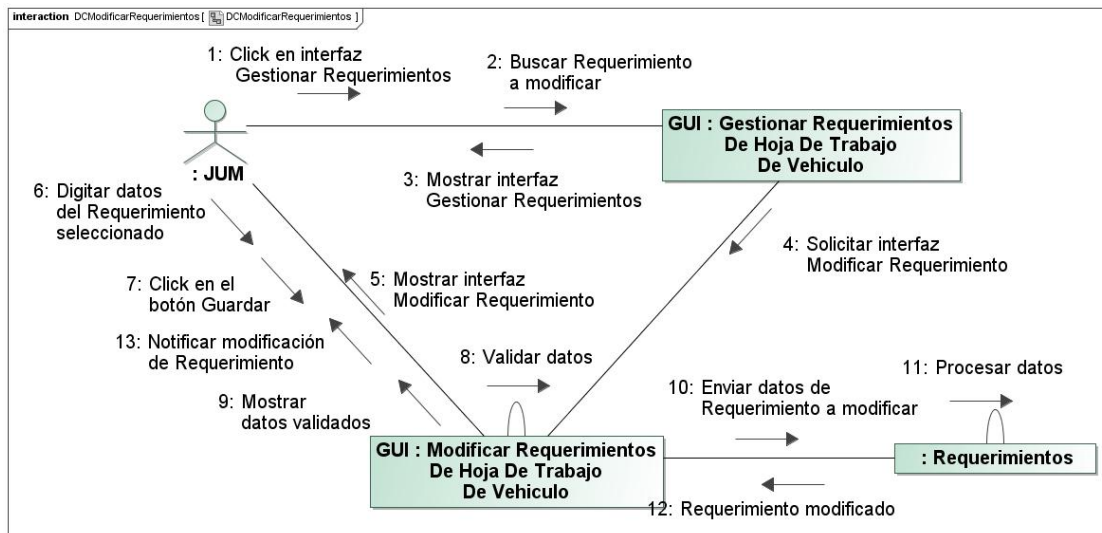 interaction DCModificarRequerimientos [ DCModificarRequerimientos ]
1: Click en interfaz
Gestionar Requerimientos
2: Buscar Requerimiento
a modificar
GUI : Gestionar Requerimientos
De Hoja De Trabajo
De Vehiculo
: JUM
3: Mostrar interfaz
Gestionar Requerimientos
6: Digitar datos
del Requerimiento
seleccionado
4: Solicitar interfaz
Modificar Requerimiento
7: Click en el
botón Guardar
5: Mostrar interfaz
Modificar Requerimiento
13: Notificar modificación
de Requerimiento
8: Validar datos
11: Procesar datos
9: Mostrar
datos validados
10: Enviar datos de
Requerimiento a modificar
GUI : Modificar Requerimientos
De Hoja De Trabajo
De Vehiculo
: Requerimientos
12: Requerimiento modificado